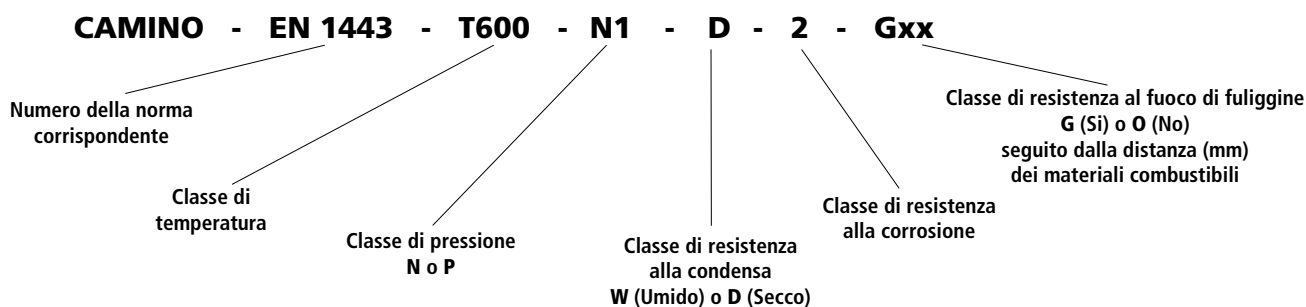 CAMINO - EN 1443 - T600 - N1 - D - 2 - Gxx
Numero della norma
corrispondente
Classe di
temperatura
Classe di pressione
N o P
Classe di resistenza
alla condensa
W (Umido) o D (Secco)
Classe di resistenza
alla corrosione
Classe di resistenza al fuoco di fuliggine
G (Si) o O (No)
seguito dalla distanza (mm)
dei materiali combustibili